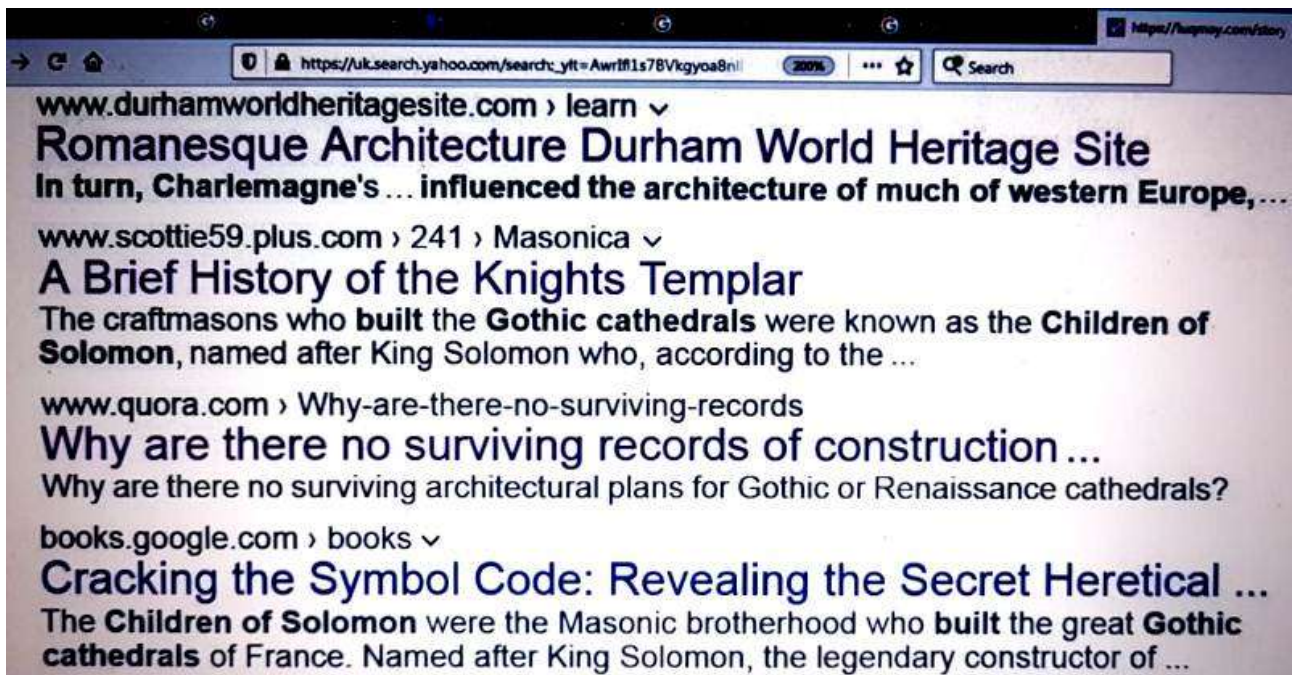 https://uk.search.yahoo.com/search;_ylt=AwrIfl1s7BVkgyoa8nI 200% Search
www.durhamworldheritagesite.com › learn
Romanesque Architecture Durham World Heritage Site
In turn, Charlemagne's ... influenced the architecture of much of western Europe,...
www.scottie59.plus.com › 241 › Masonica
A Brief History of the Knights Templar
The craftmasons who built the Gothic cathedrals were known as the Children of
Solomon, named after King Solomon who, according to the ...
www.quora.com › Why-are-there-no-surviving-records
Why are there no surviving records of construction ...
Why are there no surviving architectural plans for Gothic or Renaissance cathedrals?
books.google.com › books
Cracking the Symbol Code: Revealing the Secret Heretical ...
The Children of Solomon were the Masonic brotherhood who built the great Gothic
cathedrals of France. Named after King Solomon, the legendary constructor of ...